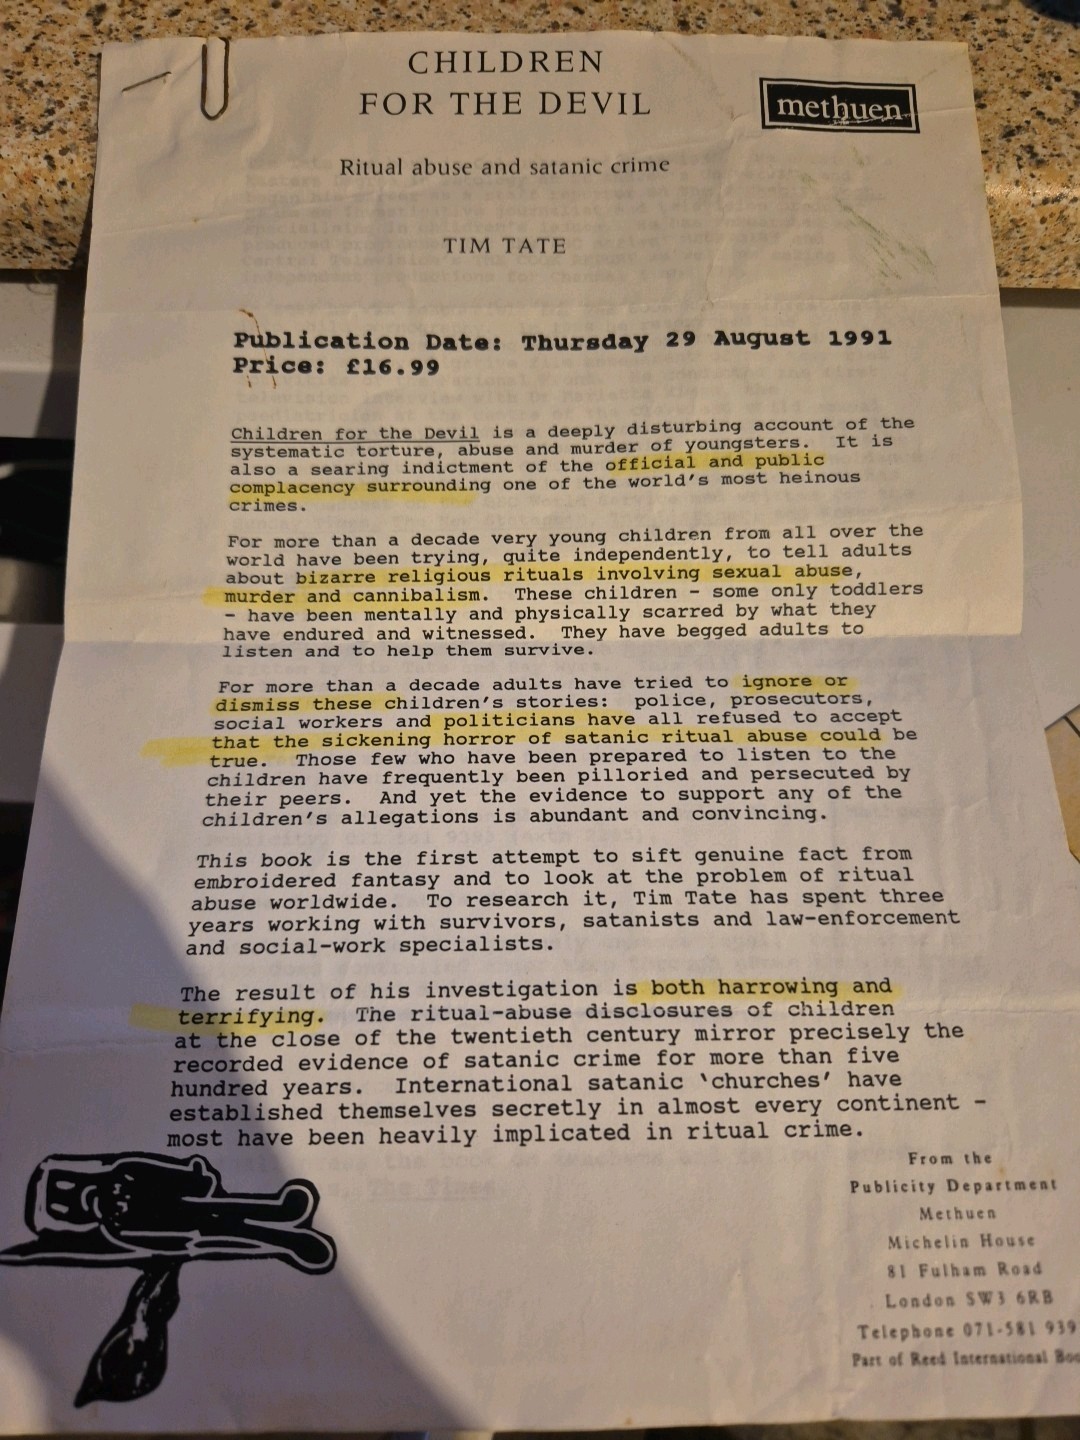 CHILDREN
FOR THE DEVIL
methuen
Ritual abuse and satanic crime
TIM TATE
Publication Date: Thursday 29 August 1991
Price: £16.99
Children for the Devil is a deeply disturbing account of the
systematic torture, abuse and murder of youngsters. It is
also a searing indictment of the official and public
complacency surrounding one of the world's most heinous
crimes.
For more than a decade very young children from all over the
world have been trying, quite independently, to tell adults
about bizarre religious rituals involving sexual abuse,
murder and cannibalism. These children - some only toddlers
- have been mentally and physically scarred by what they
have endured and witnessed. They have begged adults to
listen and to help them survive.
For more than a decade adults have tried to ignore or
dismiss these children's stories: police, prosecutors,
social workers and politicians have all refused to accept
that the sickening horror of satanic ritual abuse could be
true. Those few who have been prepared to listen to the
children have frequently been pilloried and persecuted by
their peers. And yet the evidence to support any of the
children's allegations is abundant and convincing.
This book is the first attempt to sift genuine fact from
embroidered fantasy and to look at the problem of ritual
abuse worldwide. To research it, Tim Tate has spent three
years working with survivors, satanists and law-enforcement
and social-work specialists.
The result of his investigation is both harrowing and
terrifying. The ritual-abuse disclosures of children
at the close of the twentieth century mirror precisely the
recorded evidence of satanic crime for more than five
hundred years. International satanic 'churches' have
established themselves secretly in almost every continent -
most have been heavily implicated in ritual crime.
From the
Publicity Department
Methuen
Michelin House
81 Fulham Road
London SW3 6RB
Telephone 071-581 939
Part of Reed International Boo